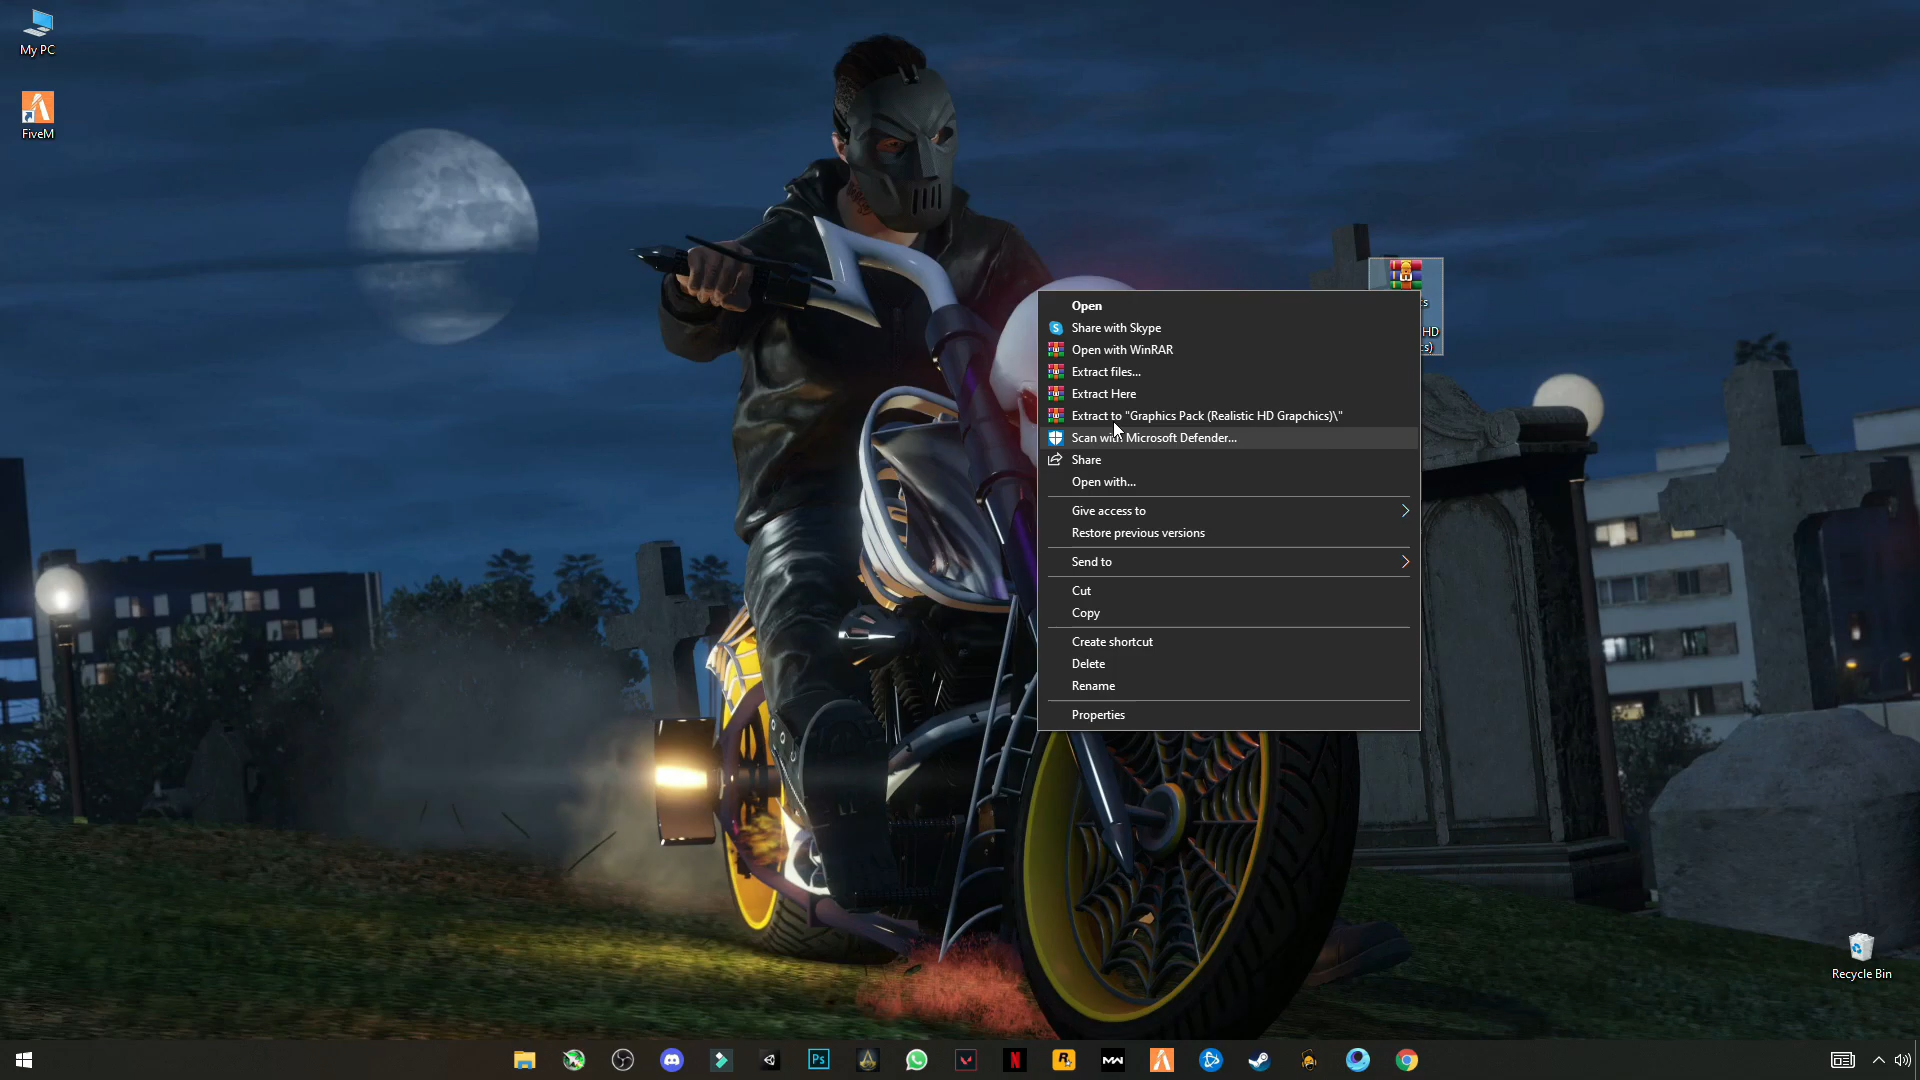 My PC
FiveM
Open
Share with Skype
Open with WinRAR
Extract files...
Extract Here
Extract to "Graphics Pack (Realistic HD Grapchics)\"
Scan with Microsoft Defender...
Share
Open with...
Give access to
Restore previous versions
Send to
Cut
Copy
Create shortcut
Delete
Rename
Properties
HD
Recycle Bin
Ps